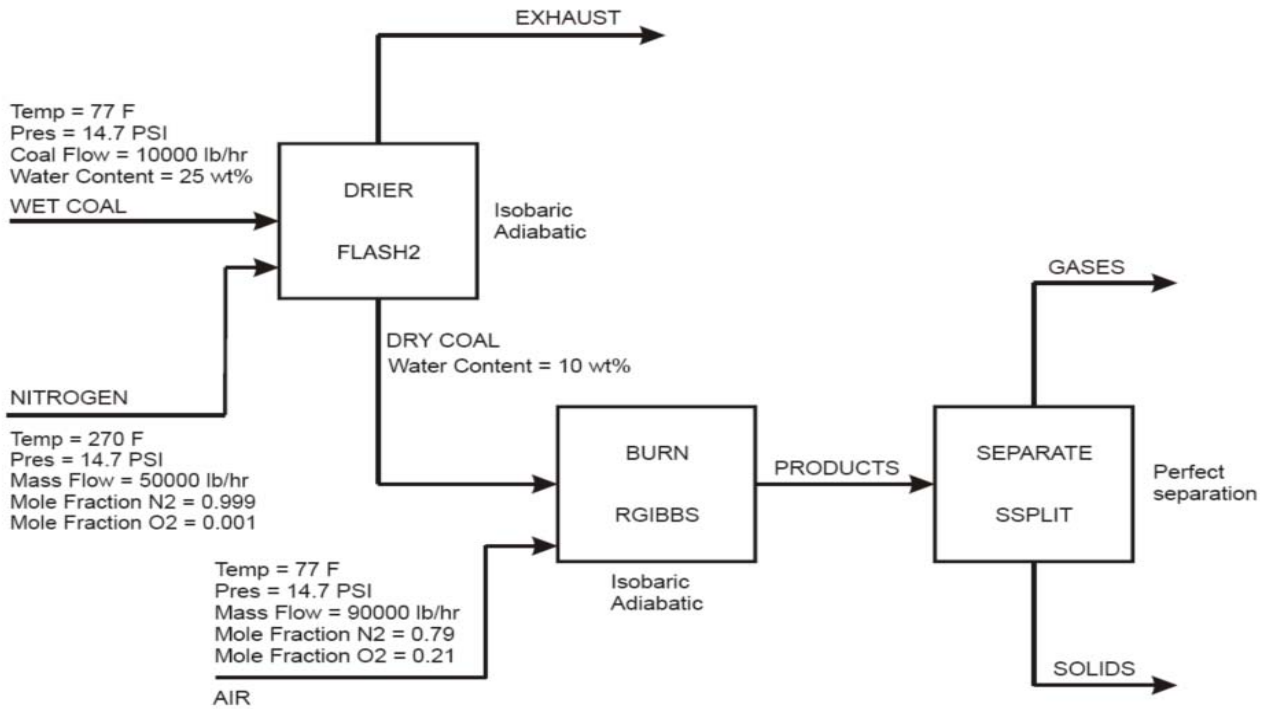 EXHAUST
Temp = 77 F
Pres = 14.7 PSI
Coal Flow = 10000 lb/hr
Water Content = 25 wt%
WET COAL
DRIER
FLASH2
Isobaric
Adiabatic
NITROGEN
Temp = 270 F
Pres = 14.7 PSI
Mass Flow = 50000 lb/hr
Mole Fraction N2 = 0.999
Mole Fraction O2 = 0.001
DRY COAL
Water Content = 10 wt%
BURN
RGIBBS
Isobaric
Adiabatic
Temp = 77 F
Pres = 14.7 PSI
Mass Flow = 90000 lb/hr
Mole Fraction N2 = 0.79
Mole Fraction O2 = 0.21
AIR
PRODUCTS
GASES
SEPARATE
SSPLIT
Perfect
separation
SOLIDS